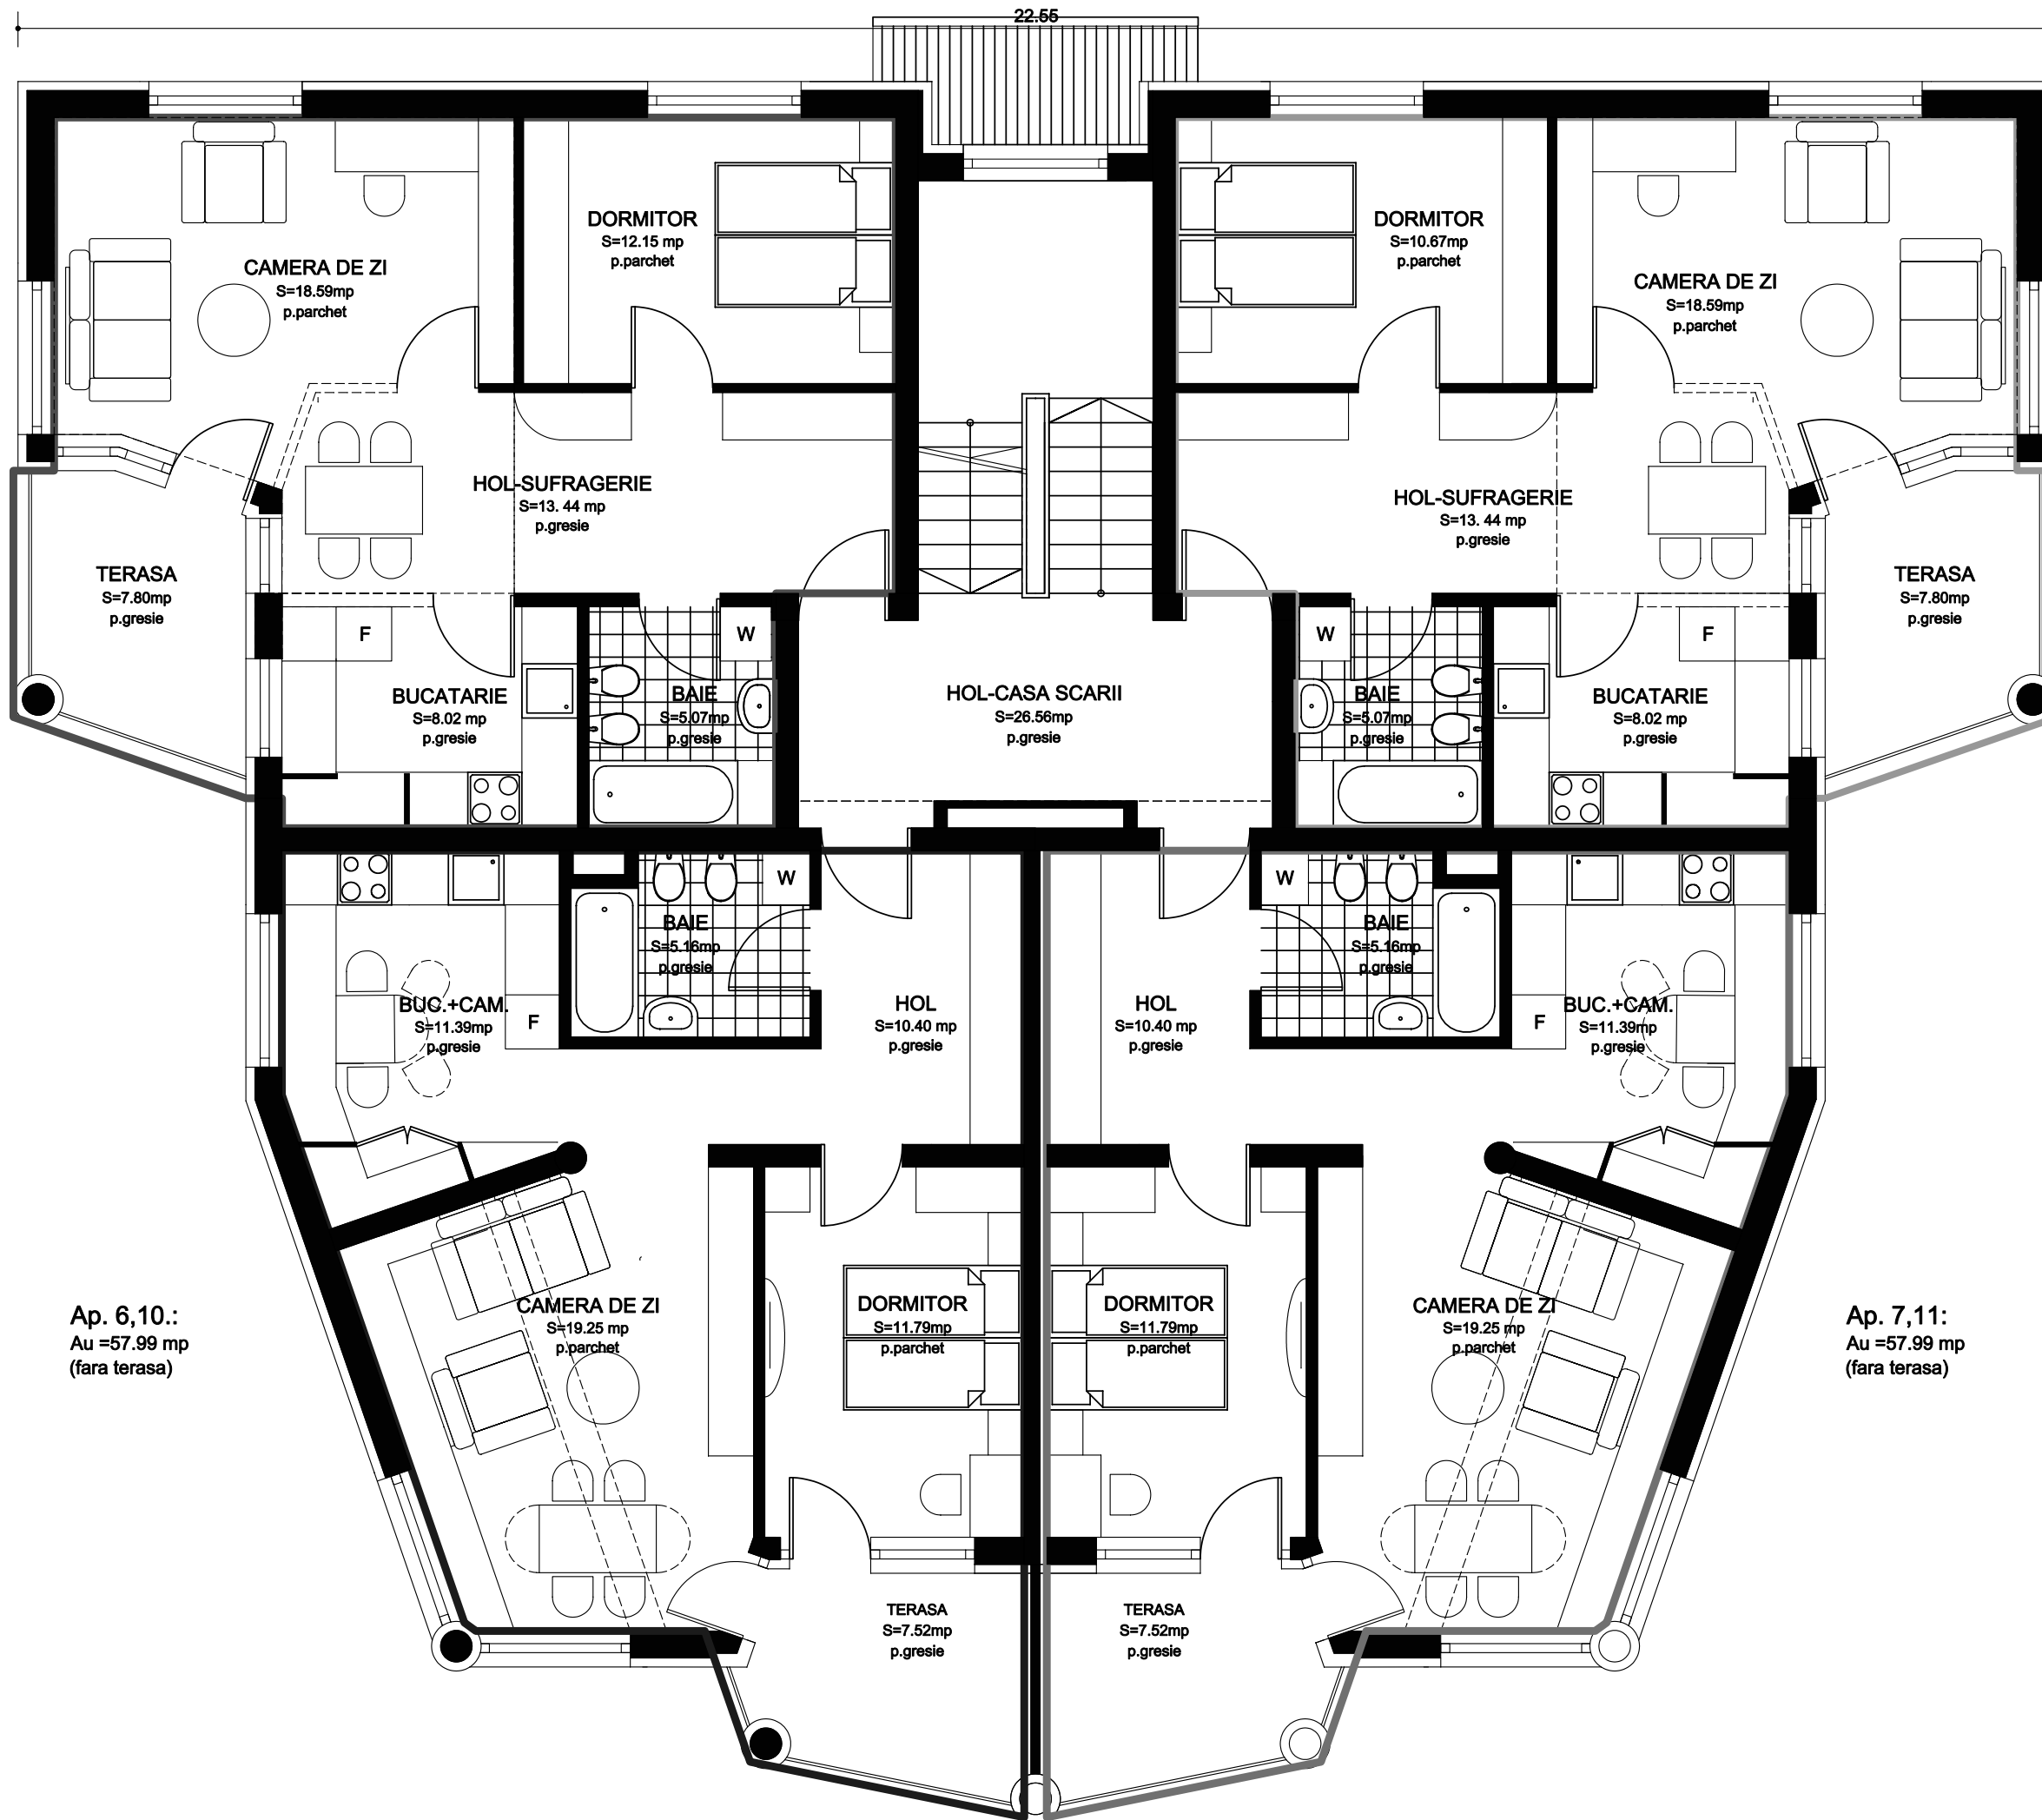 22.55
DORMITOR
S=12.15 mp
p.parchet
DORMITOR
S=10.67mp
p.parchet
CAMERA DE ZI
S=18.59mp
p.parchet
CAMERA DE ZI
S=18.59mp
p.parchet
HOL-SUFRAGERIE
S=13. 44 mp
p.gresie
HOL-SUFRAGERIE
S=13. 44 mp
p.gresie
TERASA
S=7.80mp
p.gresie
TERASA
S=7.80mp
p.gresie
F
W
W
F
BUCATARIE
S=8.02 mp
p.gresie
BAIE
S=5.07mp
p.gresie
HOL-CASA SCARII
S=26.56mp
p.gresie
BAIE
S=5.07mp
p.gresie
BUCATARIE
S=8.02 mp
p.gresie
W
W
BAIE
S=5.16mp
p.gresie
BAIE
S=5.16mp
p.gresie
BUC.+CAM.
S=11.39mp
p.gresie
F
HOL
S=10.40 mp
p.gresie
HOL
S=10.40 mp
p.gresie
F
BUC.+CAM.
S=11.39mp
p.gresie
Ap. 6,10.:
Au =57.99 mp
(fara terasa)
CAMERA DE ZI
S=19.25 mp
p.parchet
DORMITOR
S=11.79mp
p.parchet
DORMITOR
S=11.79mp
p.parchet
CAMERA DE ZI
S=19.25 mp
p.parchet
Ap. 7,11:
Au =57.99 mp
(fara terasa)
TERASA
S=7.52mp
p.gresie
TERASA
S=7.52mp
p.gresie